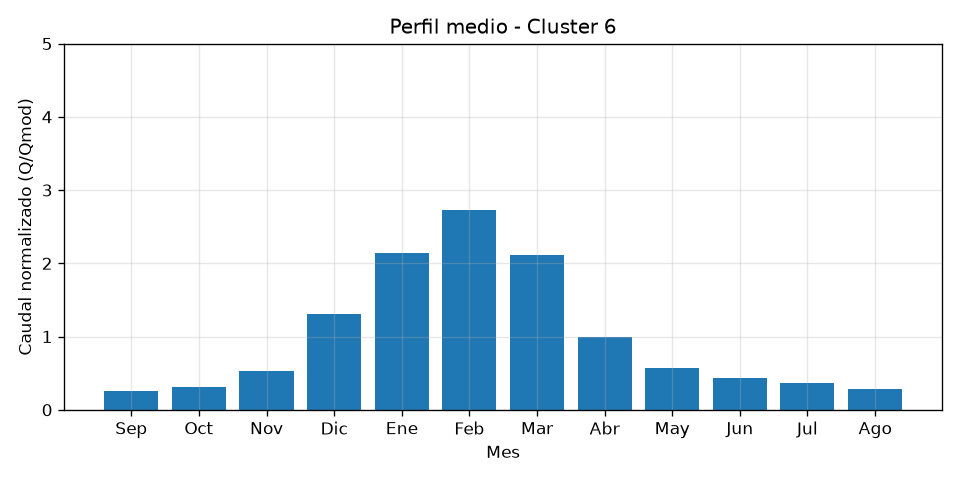 Perfil medio - Cluster 6
Caudal normalizado (Q/Qmod)
5
4
3
2
1
0
Sep Oct Nov Dic Ene Feb Mar Abr May Jun Jul Ago
Mes